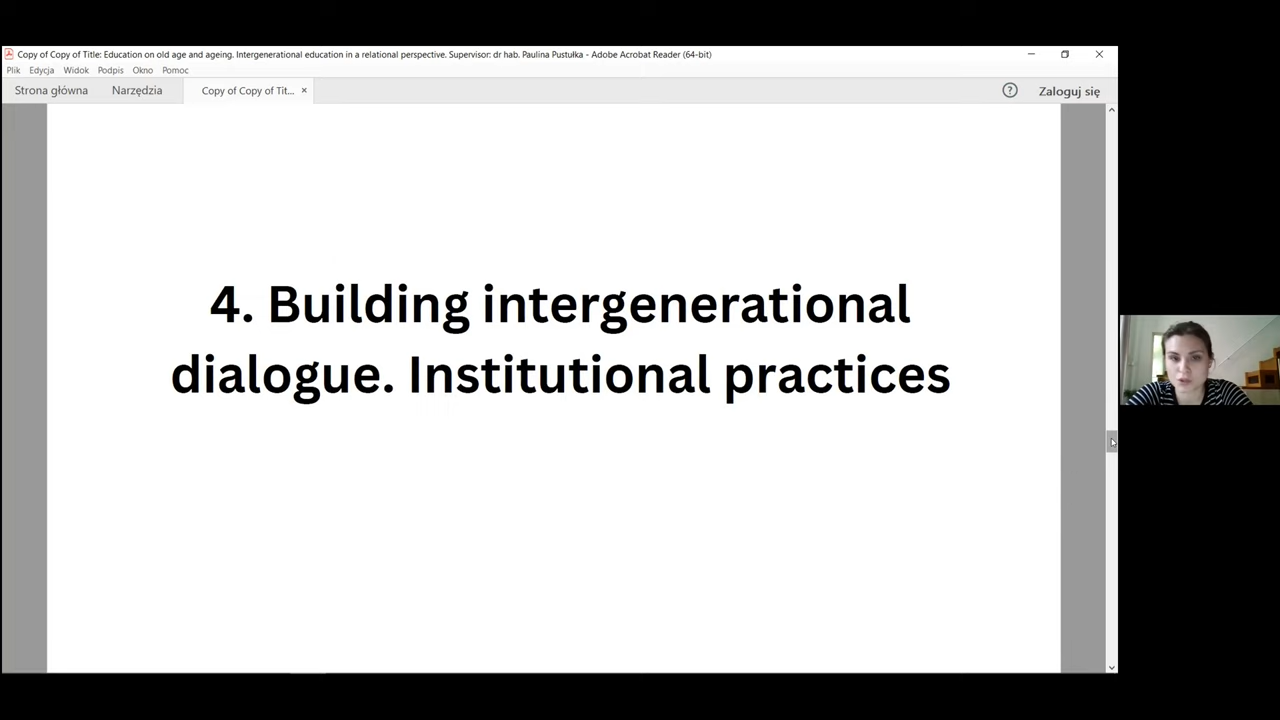 Copy of Copy of Title: Education on old age and ageing. Intergenerational education in a relational perspective. Supervisor: dr hab. Paulina Pustułka - Adobe Acrobat Reader (64-bit)
Plik Edycja Widok Podpis Okno Pomoc
Strona główna Narzędzia Copy of Copy of Tit... Zaloguj się
4. Building intergenerational
dialogue. Institutional practices